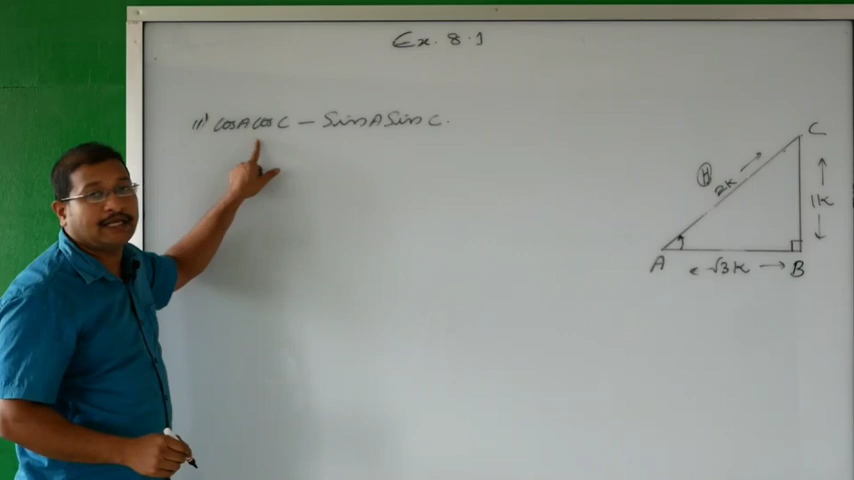 Ex. 8.1
ii) cosA cosC – SinA SinC.
C
H
2k
1k
A
B
√3k